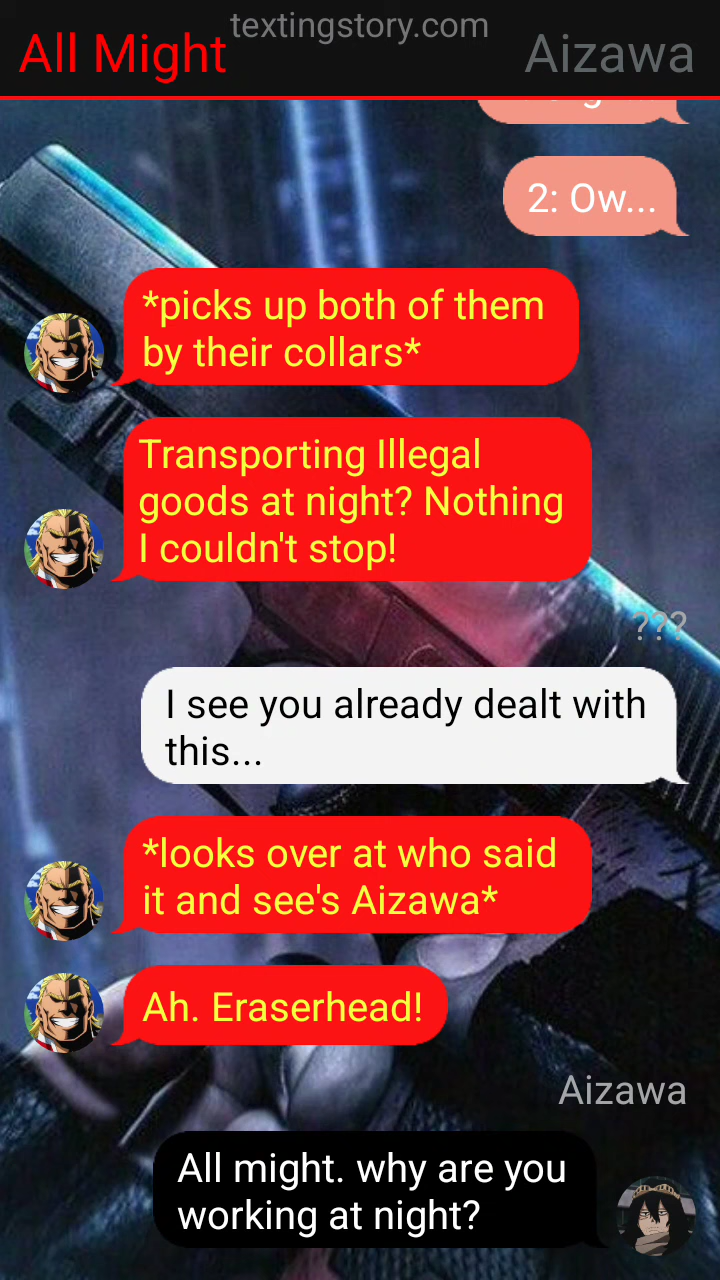 textingstory.com
All Might
Aizawa
2: Ow...
*picks up both of them
by their collars*
Transporting Illegal
goods at night? Nothing
I couldn't stop!
???
I see you already dealt with
this...
*looks over at who said
it and see's Aizawa*
Ah. Eraserhead!
Aizawa
All might. why are you
working at night?